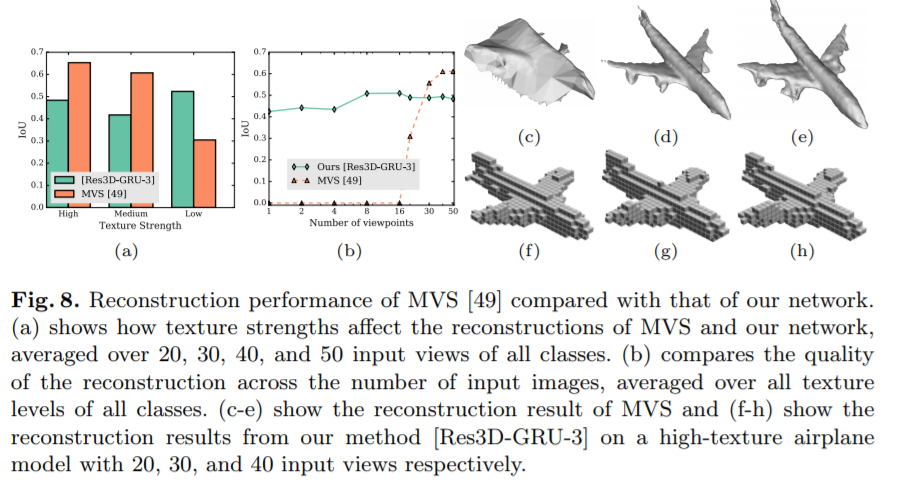 0.7
0.6
0.5
0.4
0.3
0.2
0.1
0.0
IoU
[Res3D-GRU-3]
MVS [49]
High Medium Low
Texture Strength
(a)
0.7
0.6
0.5
0.4
0.3
0.2
0.1
0.0
IoU
Ours [Res3D-GRU-3]
MVS [49]
1 2 4 8 16 30 50
Number of viewpoints
(b)
(c) (d) (e)
(f) (g) (h)
Fig. 8. Reconstruction performance of MVS [49] compared with that of our network.
(a) shows how texture strengths affect the reconstructions of MVS and our network,
averaged over 20, 30, 40, and 50 input views of all classes. (b) compares the quality
of the reconstruction across the number of input images, averaged over all texture
levels of all classes. (c-e) show the reconstruction result of MVS and (f-h) show the
reconstruction results from our method [Res3D-GRU-3] on a high-texture airplane
model with 20, 30, and 40 input views respectively.